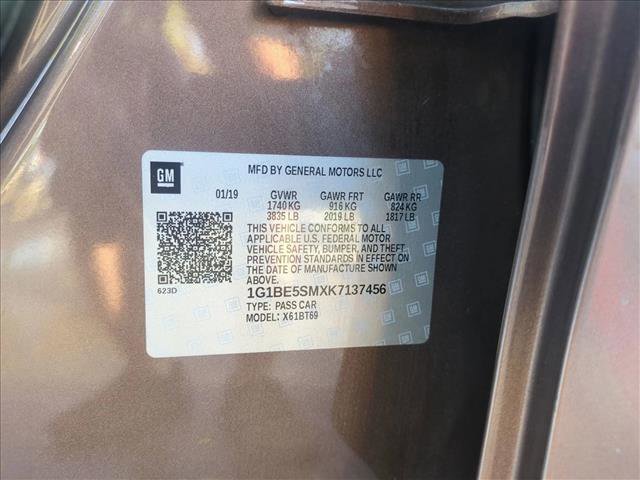 GM
MFD BY GENERAL MOTORS LLC
01/19 GVWR GAWR FRT GAWR RR
1740 KG 916 KG 824 KG
3835 LB 2019 LB 1817 LB
THIS VEHICLE CONFORMS TO ALL
APPLICABLE U.S. FEDERAL MOTOR
VEHICLE SAFETY, BUMPER, AND THEFT
PREVENTION STANDARDS IN EFFECT ON
THE DATE OF MANUFACTURE SHOWN
ABOVE.
623D
1G1BE5SMXK7137456
TYPE: PASS CAR
MODEL: X61BT69